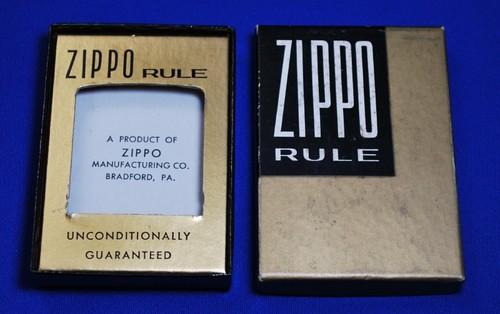 ZIPPO RULE
A PRODUCT OF
ZIPPO
MANUFACTURING CO.
BRADFORD, PA.
UNCONDITIONALLY
GUARANTEED
ZIPPO
RULE